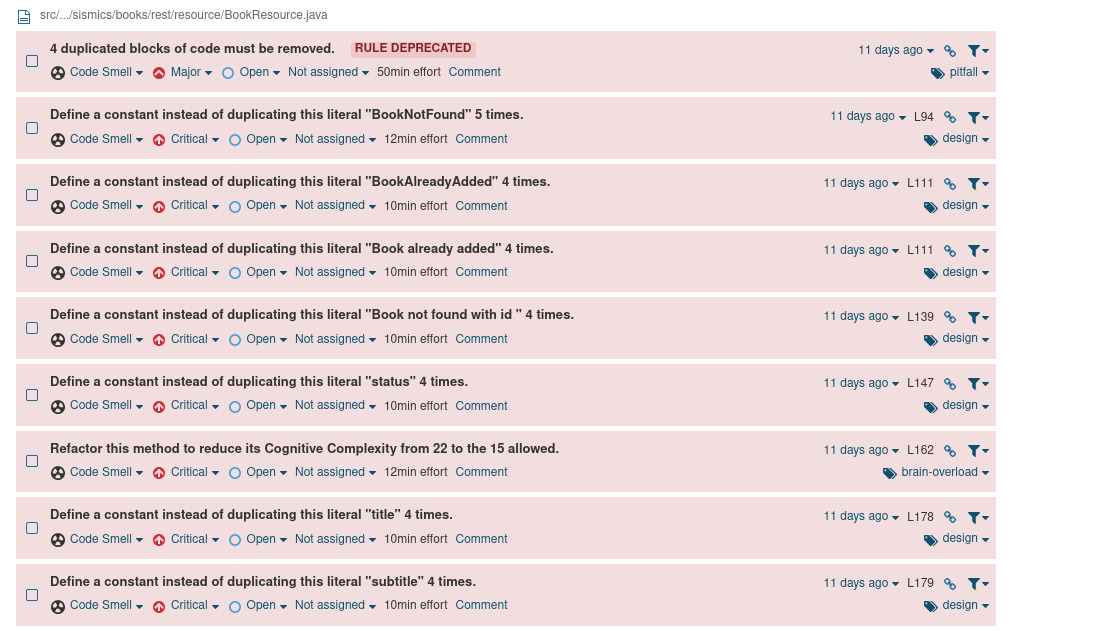 src/.../sismics/books/rest/resource/BookResource.java
4 duplicated blocks of code must be removed. RULE DEPRECATED 11 days ago
Code Smell Major Open Not assigned 50min effort Comment pitfall
Define a constant instead of duplicating this literal "BookNotFound" 5 times. 11 days ago L94
Code Smell Critical Open Not assigned 12min effort Comment design
Define a constant instead of duplicating this literal "BookAlreadyAdded" 4 times. 11 days ago L111
Code Smell Critical Open Not assigned 10min effort Comment design
Define a constant instead of duplicating this literal "Book already added" 4 times. 11 days ago L111
Code Smell Critical Open Not assigned 10min effort Comment design
Define a constant instead of duplicating this literal "Book not found with id " 4 times. 11 days ago L139
Code Smell Critical Open Not assigned 10min effort Comment design
Define a constant instead of duplicating this literal "status" 4 times. 11 days ago L147
Code Smell Critical Open Not assigned 10min effort Comment design
Refactor this method to reduce its Cognitive Complexity from 22 to the 15 allowed. 11 days ago L162
Code Smell Critical Open Not assigned 12min effort Comment brain-overload
Define a constant instead of duplicating this literal "title" 4 times. 11 days ago L178
Code Smell Critical Open Not assigned 10min effort Comment design
Define a constant instead of duplicating this literal "subtitle" 4 times. 11 days ago L179
Code Smell Critical Open Not assigned 10min effort Comment design